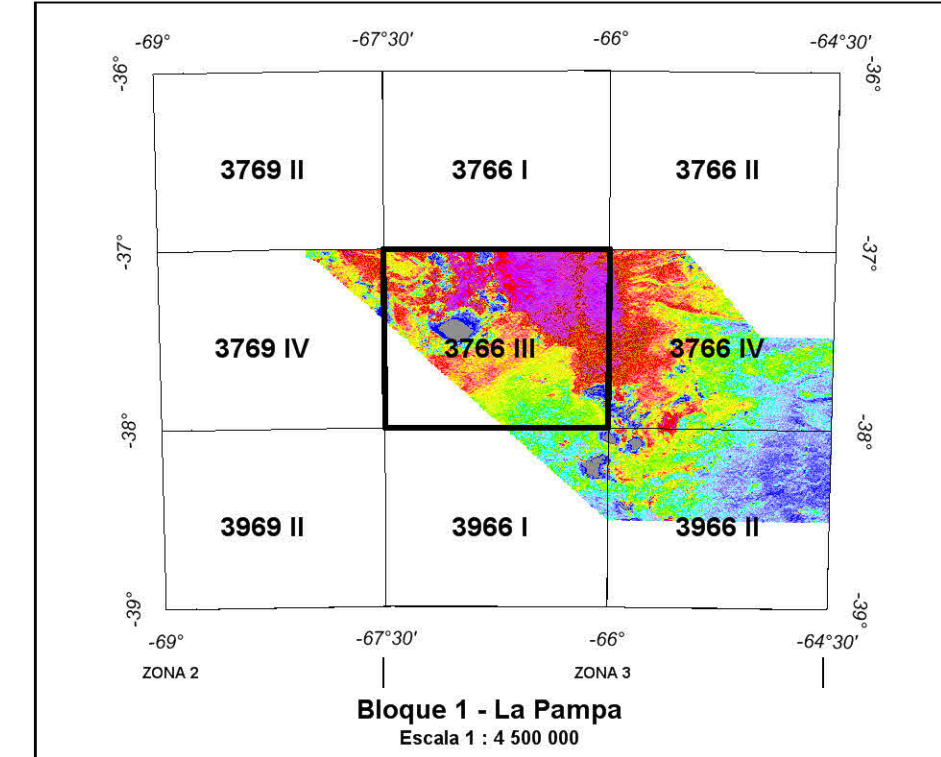 -69° -67°30' -66° -64°30'
-36° -36°
3769 II 3766 I 3766 II
-37° -37°
3769 IV 3766 III 3766 IV
-38° -38°
3969 II 3966 I 3966 II
-39° -39°
-69° -67°30' -66° -64°30'
ZONA 2 ZONA 3
Bloque 1 - La Pampa
Escala 1 : 4 500 000